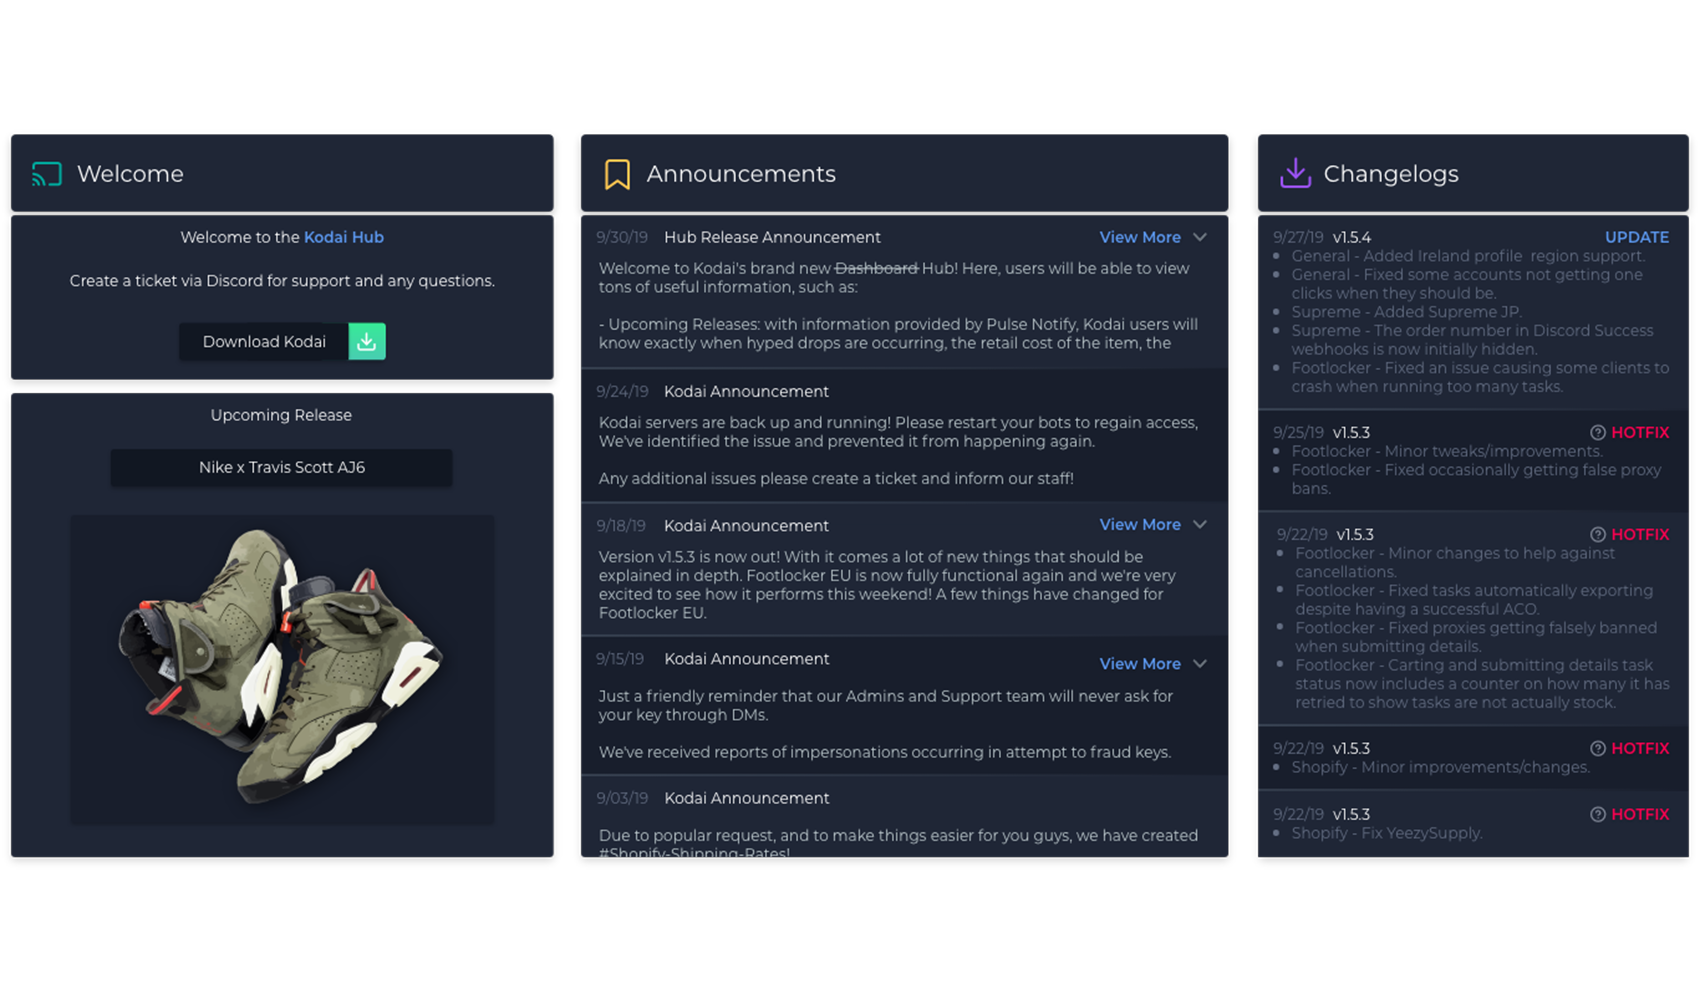 Welcome
Welcome to the Kodai Hub
Create a ticket via Discord for support and any questions.
Download Kodai
Upcoming Release
Nike x Travis Scott AJ6
Announcements
9/30/19 Hub Release Announcement View More
Welcome to Kodai's brand new Dashboard Hub! Here, users will be able to view
tons of useful information, such as:
- Upcoming Releases: with information provided by Pulse Notify, Kodai users will
know exactly when hyped drops are occurring, the retail cost of the item, the
9/24/19 Kodai Announcement
Kodai servers are back up and running! Please restart your bots to regain access,
We've identified the issue and prevented it from happening again.
Any additional issues please create a ticket and inform our staff!
9/18/19 Kodai Announcement View More
Version v1.5.3 is now out! With it comes a lot of new things that should be
explained in depth. Footlocker EU is now fully functional again and we're very
excited to see how it performs this weekend! A few things have changed for
Footlocker EU.
9/15/19 Kodai Announcement View More
Just a friendly reminder that our Admins and Support team will never ask for
your key through DMs.
We've received reports of impersonations occurring in attempt to fraud keys.
9/03/19 Kodai Announcement
Due to popular request, and to make things easier for you guys, we have created
#Shopify-Shipping-Rates!
Changelogs
9/27/19 v1.5.4 UPDATE
General - Added Ireland profile region support.
General - Fixed some accounts not getting one
clicks when they should be.
Supreme - Added Supreme JP.
Supreme - The order number in Discord Success
webhooks is now initially hidden.
Footlocker - Fixed an issue causing some clients to
crash when running too many tasks.
9/25/19 v1.5.3 HOTFIX
Footlocker - Minor tweaks/improvements.
Footlocker - Fixed occasionally getting false proxy
bans.
9/22/19 v1.5.3 HOTFIX
Footlocker - Minor changes to help against
cancellations.
Footlocker - Fixed tasks automatically exporting
despite having a successful ACO.
Footlocker - Fixed proxies getting falsely banned
when submitting details.
Footlocker - Carting and submitting details task
status now includes a counter on how many it has
retried to show tasks are not actually stock.
9/22/19 v1.5.3 HOTFIX
Shopify - Minor improvements/changes.
9/22/19 v1.5.3 HOTFIX
Shopify - Fix YeezySupply.